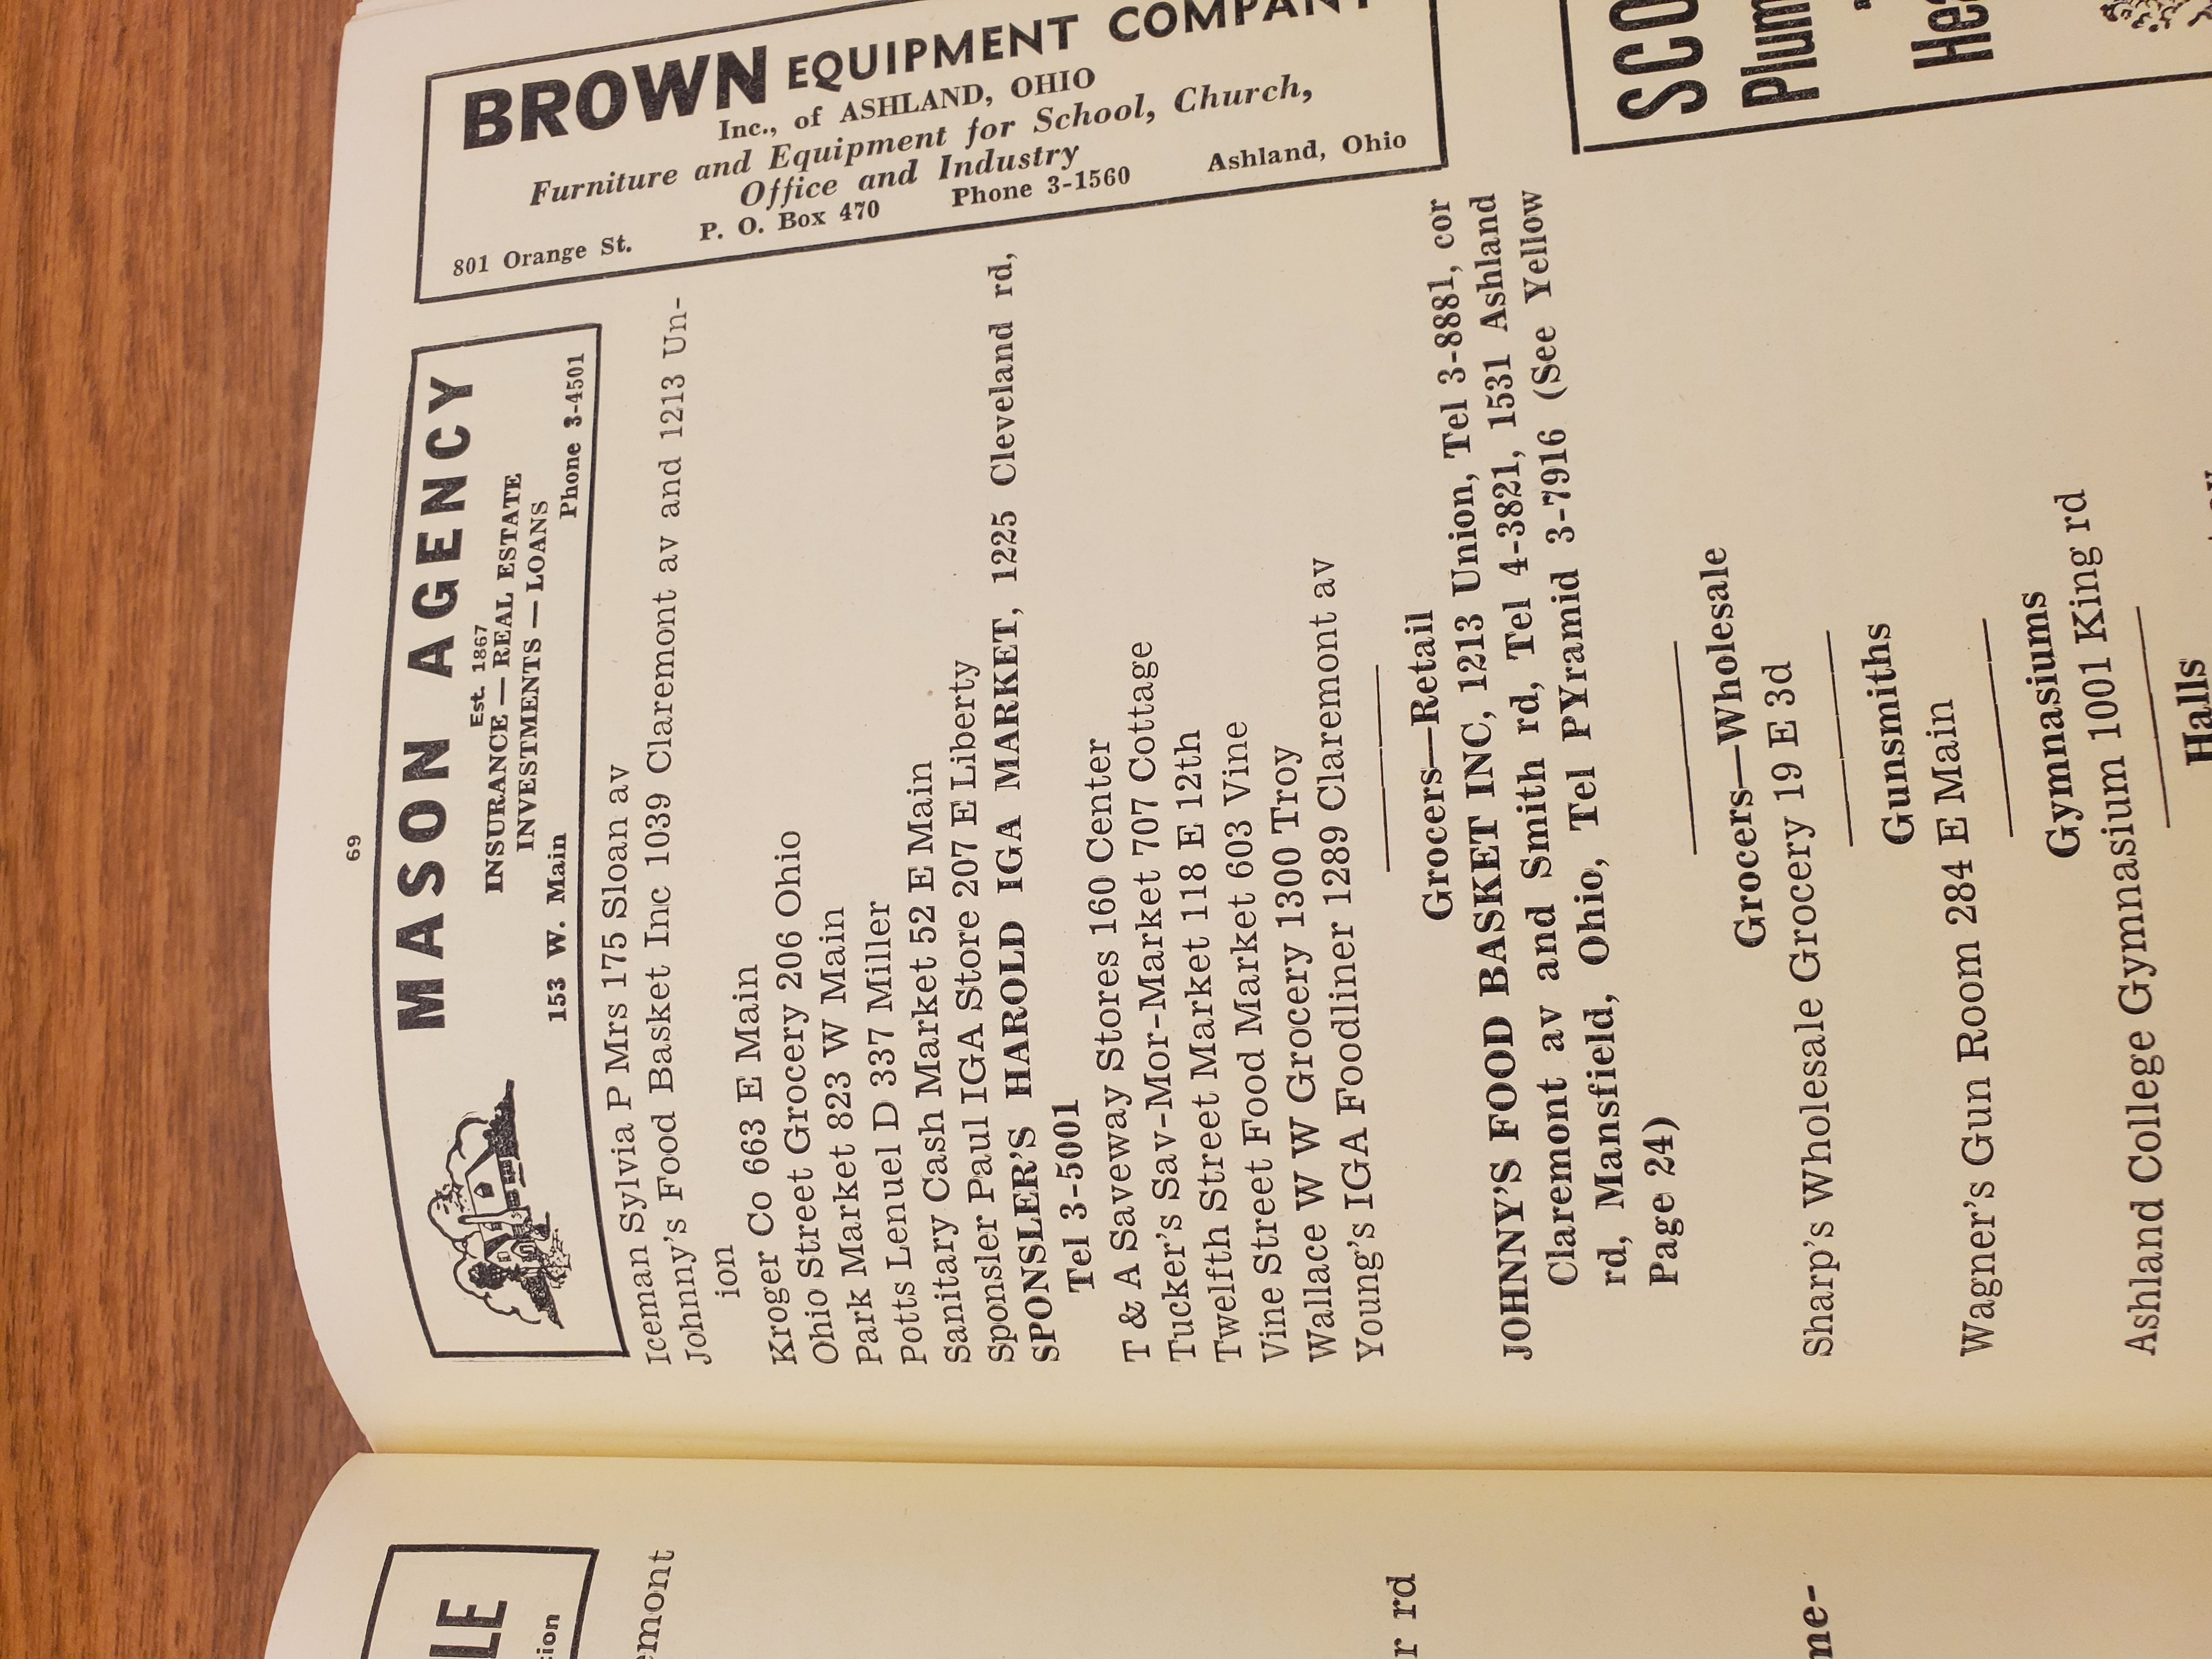 69
MASON AGENCY
Est. 1867
INSURANCE — REAL ESTATE
INVESTMENTS — LOANS
153 W. Main Phone 3-4501
Iceman Sylvia P Mrs 175 Sloan av
Johnny's Food Basket Inc 1039 Claremont av and 1213 Un-
ion
Kroger Co 663 E Main
Ohio Street Grocery 206 Ohio
Park Market 823 W Main
Potts Lenuel D 337 Miller
Sanitary Cash Market 52 E Main
Sponsler Paul IGA Store 207 E Liberty
SPONSLER'S HAROLD IGA MARKET, 1225 Cleveland rd,
Tel 3-5001
T & A Saveway Stores 160 Center
Tucker's Sav-Mor-Market 707 Cottage
Twelfth Street Market 118 E 12th
Vine Street Food Market 603 Vine
Wallace W W Grocery 1300 Troy
Young's IGA Foodliner 1289 Claremont av
Grocers—Retail
JOHNNY'S FOOD BASKET INC, 1213 Union, Tel 3-8881, cor
Claremont av and Smith rd, Tel 4-3821, 1531 Ashland
rd, Mansfield, Ohio, Tel PYramid 3-7916 (See Yellow
Page 24)
Grocers—Wholesale
Sharp's Wholesale Grocery 19 E 3d
Gunsmiths
Wagner's Gun Room 284 E Main
Gymnasiums
Ashland College Gymnasium 1001 King rd
Halls
BROWN EQUIPMENT COMPANY
Inc., of ASHLAND, OHIO
Furniture and Equipment for School, Church,
Office and Industry
P. O. Box 470 Phone 3-1560
801 Orange St. Ashland, Ohio
SCO
Plum
Hea
LE
tion
emont
r rd
me-